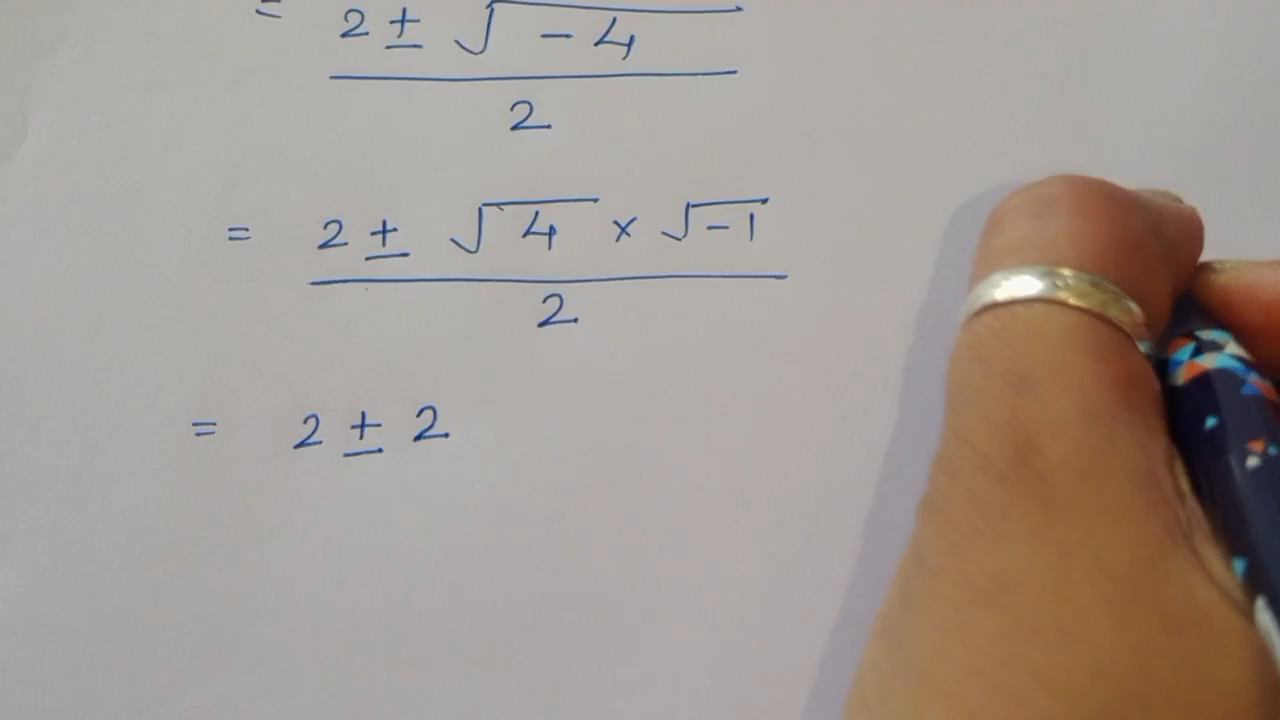 = 2 ± √-4
2
= 2 ± √4 × √-1
2
= 2 ± 2